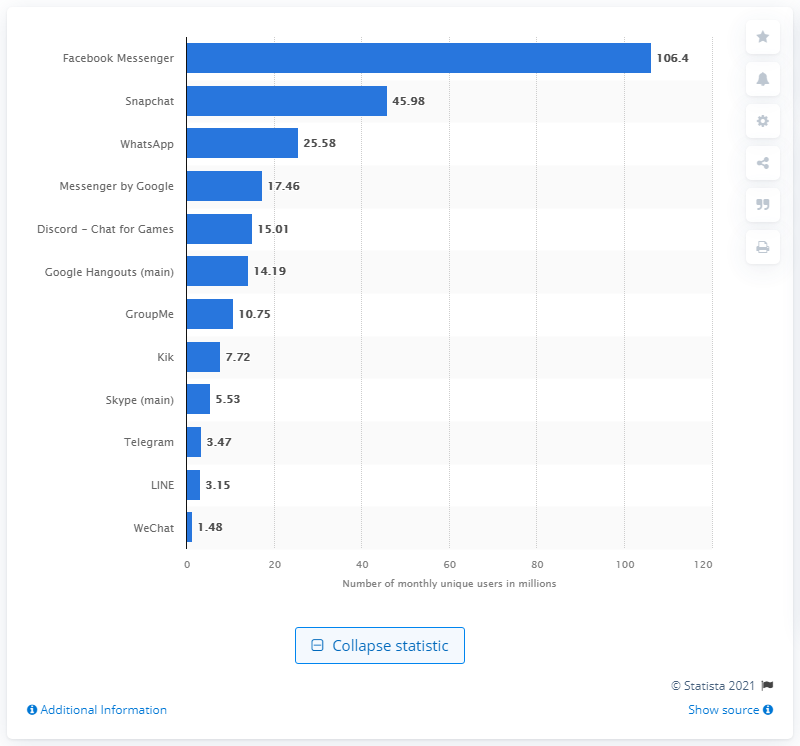 Facebook Messenger 106.4
Snapchat 45.98
WhatsApp 25.58
Messenger by Google 17.46
Discord - Chat for Games 15.01
Google Hangouts (main) 14.19
GroupMe 10.75
Kik 7.72
Skype (main) 5.53
Telegram 3.47
LINE 3.15
WeChat 1.48
0 20 40 60 80 100 120
Number of monthly unique users in millions
Collapse statistic
© Statista 2021
Additional Information Show source